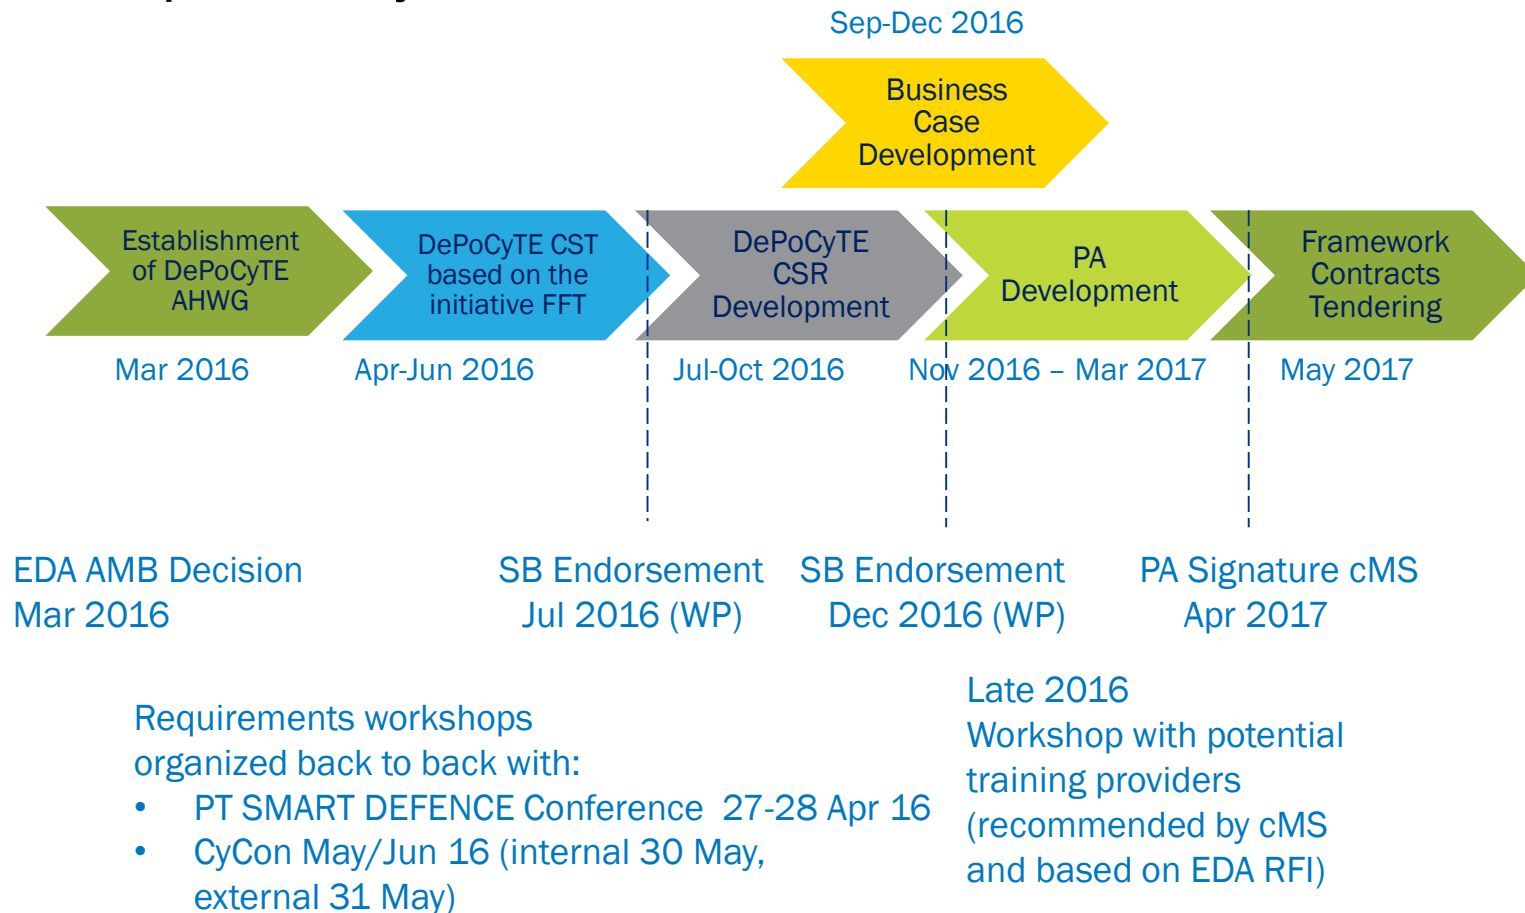 Sep-Dec 2016
Business
Case
Development
Establishment
of DePoCyTE
AHWG
DePoCyTE CST
based on the
initiative FFT
DePoCyTE
CSR
Development
PA
Development
Framework
Contracts
Tendering
Mar 2016
Apr-Jun 2016
Jul-Oct 2016
Nov 2016 – Mar 2017
May 2017
EDA AMB Decision
Mar 2016
SB Endorsement
Jul 2016 (WP)
SB Endorsement
Dec 2016 (WP)
PA Signature cMS
Apr 2017
Requirements workshops
organized back to back with:
• PT SMART DEFENCE Conference 27-28 Apr 16
• CyCon May/Jun 16 (internal 30 May,
external 31 May)
Late 2016
Workshop with potential
training providers
(recommended by cMS
and based on EDA RFI)